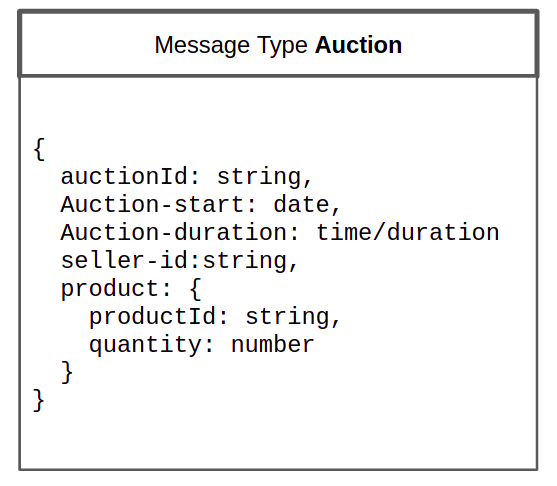 Message Type Auction
{
auctionId: string,
Auction-start: date,
Auction-duration: time/duration
seller-id:string,
product: {
productId: string,
quantity: number
}
}